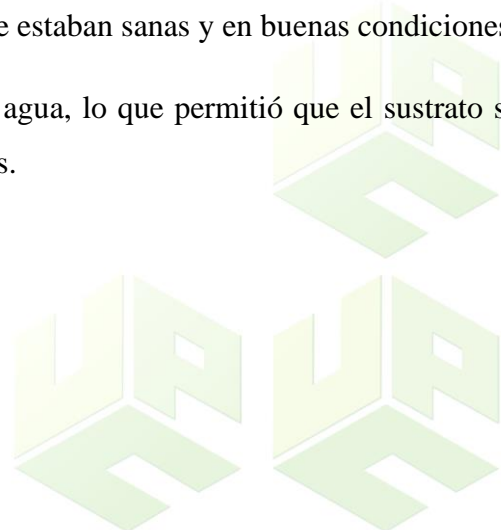 e estaban sanas y en buenas condiciones
agua, lo que permitió que el sustrato s
s.